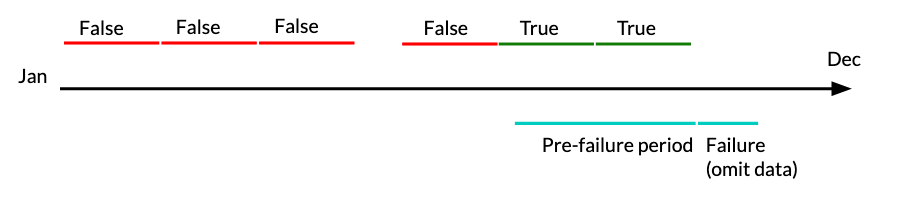 False
False
False
False
True
True
Jan
Dec
Pre-failure period
Failure
(omit data)